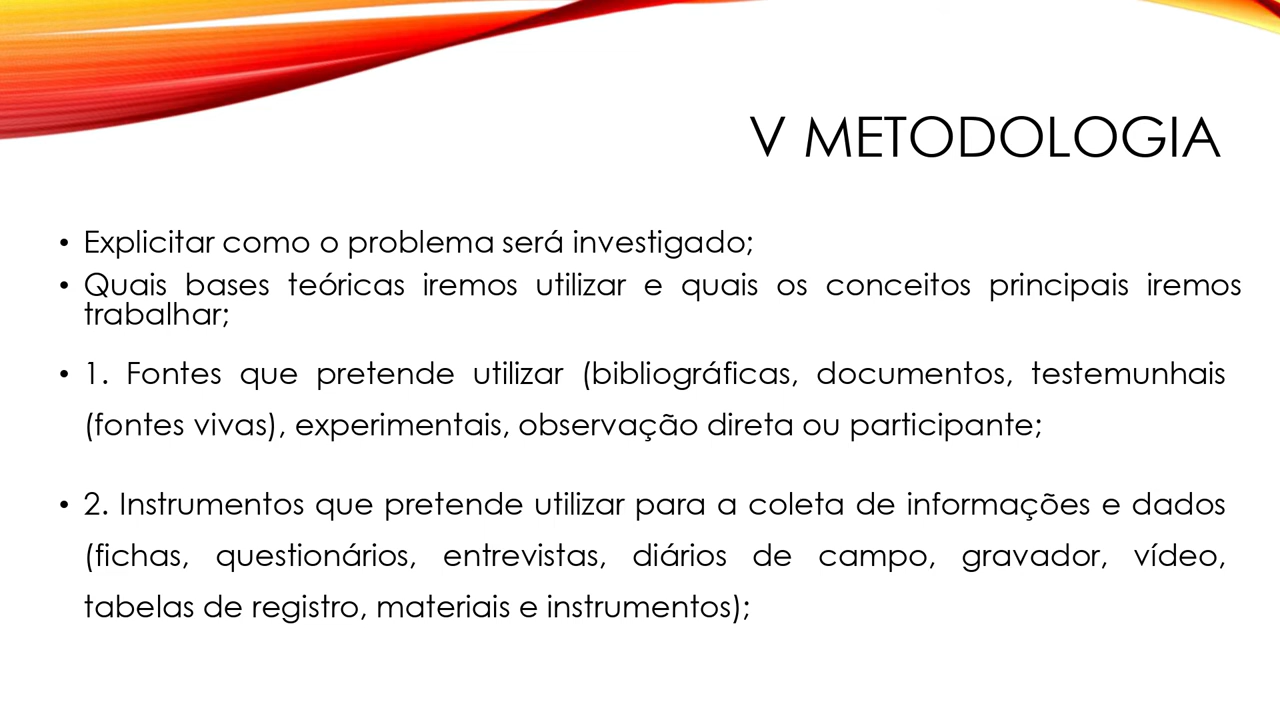 V METODOLOGIA
• Explicitar como o problema será investigado;
• Quais bases teóricas iremos utilizar e quais os conceitos principais iremos
trabalhar;
• 1. Fontes que pretende utilizar (bibliográficas, documentos, testemunhais
(fontes vivas), experimentais, observação direta ou participante;
• 2. Instrumentos que pretende utilizar para a coleta de informações e dados
(fichas, questionários, entrevistas, diários de campo, gravador, vídeo,
tabelas de registro, materiais e instrumentos);